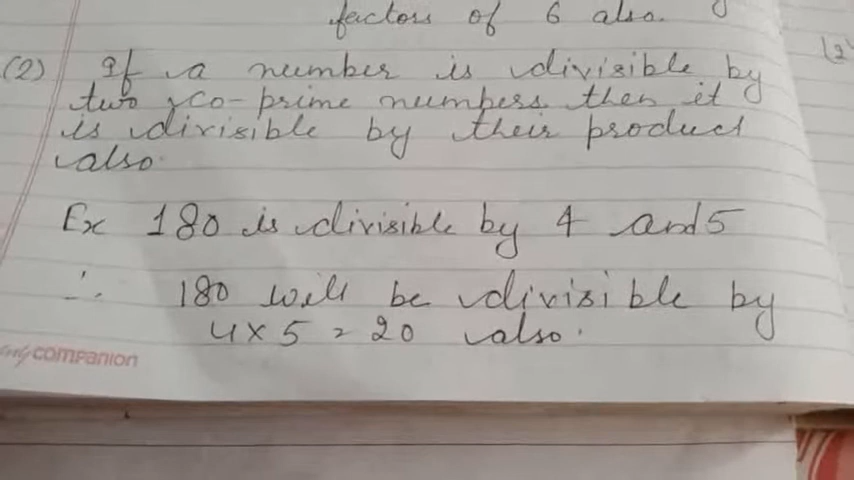 factors of 6 also.
(2) If a number is divisible by
two co-prime numbers then it
is divisible by their product
also.
Ex 180 is divisible by 4 and 5
∴ 180 will be divisible by
4 x 5 = 20 also.
companion